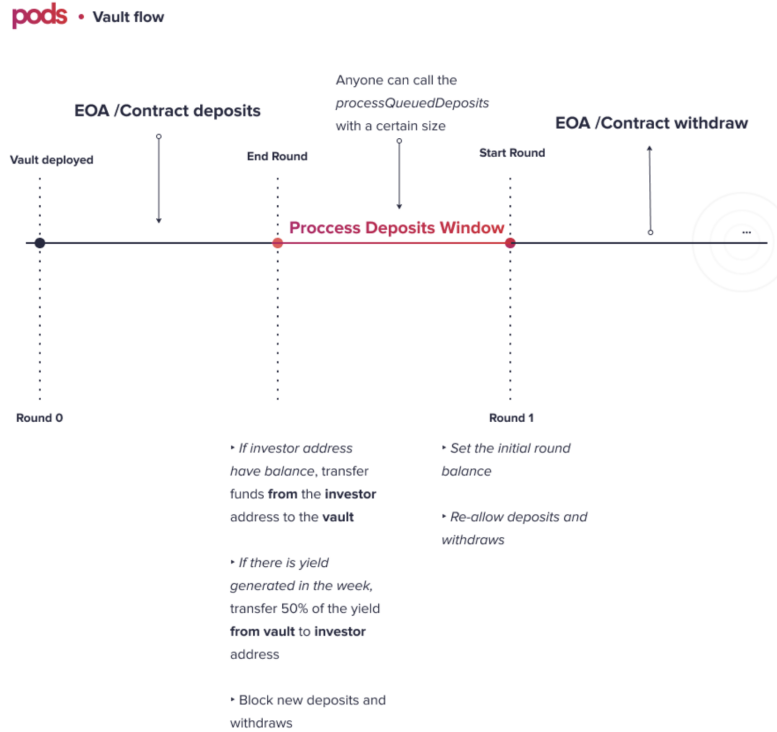 pods • Vault flow
Anyone can call the
processQueuedDeposits
with a certain size
EOA /Contract deposits
EOA /Contract withdraw
Vault deployed
End Round
Start Round
Proccess Deposits Window
...
Round 0
Round 1
‣ If investor address
have balance, transfer
funds from the investor
address to the vault
‣ If there is yield
generated in the week,
transfer 50% of the yield
from vault to investor
address
‣ Block new deposits and
withdraws
‣ Set the initial round
balance
‣ Re-allow deposits and
withdraws